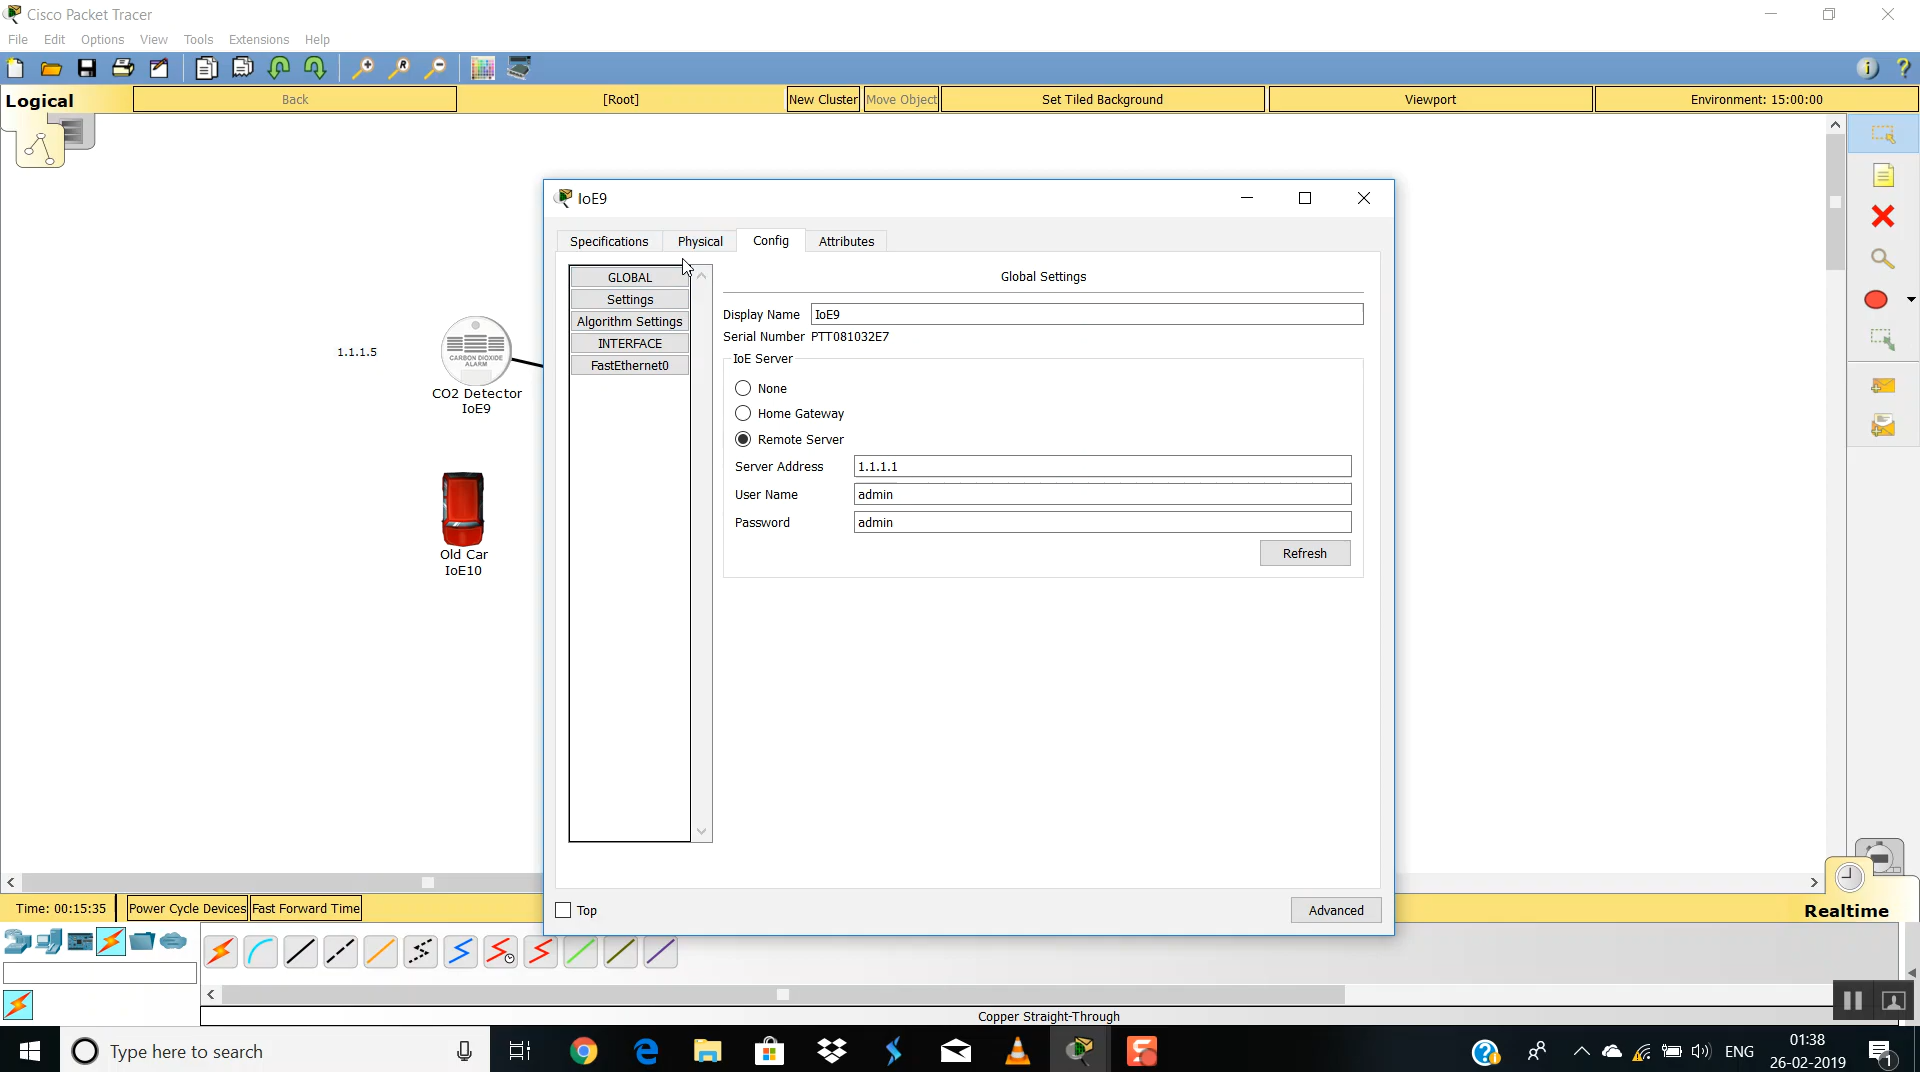 Cisco Packet Tracer
File Edit Options View Tools Extensions Help
Logical Back [Root] New Cluster Move Object Set Tiled Background Viewport Environment: 15:00:00
IoE9
Specifications Physical Config Attributes
GLOBAL
Settings
Algorithm Settings
INTERFACE
FastEthernet0
Global Settings
Display Name IoE9
Serial Number PTT081032E7
IoE Server
None
Home Gateway
Remote Server
Server Address 1.1.1.1
User Name admin
Password admin
Refresh
Top Advanced
1.1.1.5
CARBON DIOXIDE
ALARM
CO2 Detector
IoE9
Old Car
IoE10
Time: 00:15:35 Power Cycle Devices Fast Forward Time Realtime
Copper Straight-Through
Type here to search
ENG
01:38
26-02-2019
1